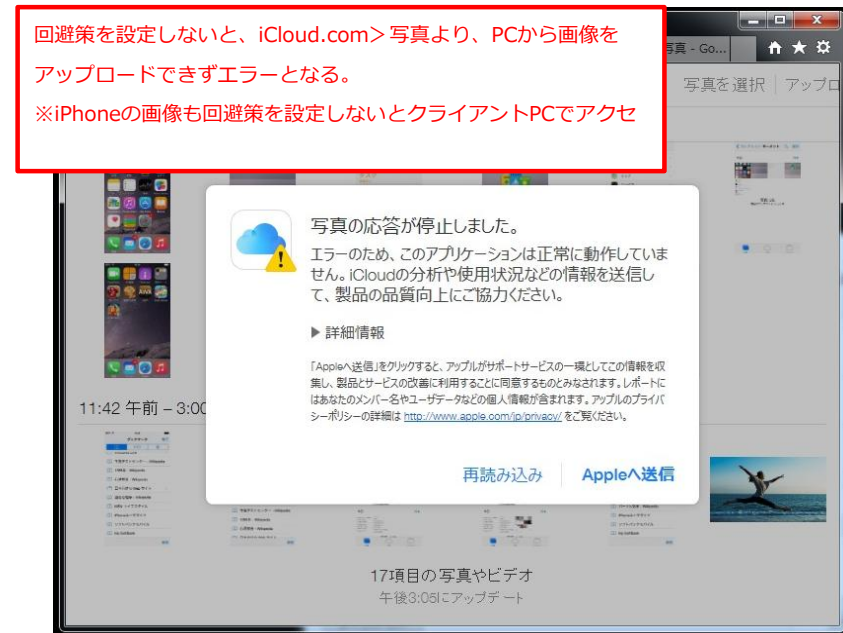 回避策を設定しないと、iCloud.com＞写真より、PCから画像を
アップロードできずエラーとなる。
※iPhoneの画像も回避策を設定しないとクライアントPCでアクセ
真 - Go...
写真を選択
アップロ
写真の応答が停止しました。
エラーのため、このアプリケーションは正常に動作していま
せん。iCloudの分析や使用状況などの情報を送信し
て、製品の品質向上にご協力ください。
▶ 詳細情報
「Appleへ送信」をクリックすると、アップルがサポートサービスの一環としてこの情報を収
集し、製品とサービスの改善に利用することに同意するものとみなされます。レポートに
はあなたのメンバー名やユーザデータなどの個人情報が含まれます。アップルのプライバ
シーポリシーの詳細は http://www.apple.com/jp/privacy/ をご覧ください。
再読み込み
Appleへ送信
11:42 午前 – 3:00
17項目の写真やビデオ
午後3:05にアップデート